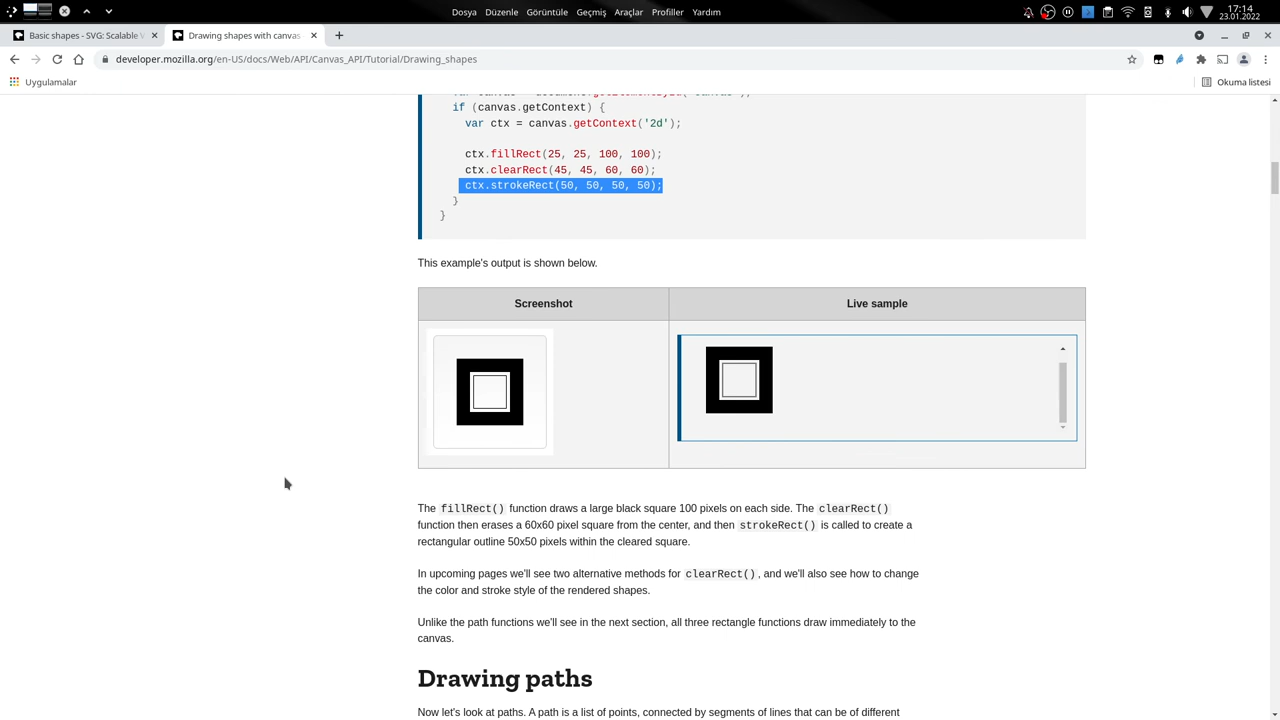 Dosya Düzenle Görüntüle Geçmiş Araçlar Profiller Yardım
17:14
23.01.2022
Basic shapes - SVG: Scalable V
Drawing shapes with canvas -
developer.mozilla.org/en-US/docs/Web/API/Canvas_API/Tutorial/Drawing_shapes
Uygulamalar
Okuma listesi
var canvas = document.getElementById('canvas');
if (canvas.getContext) {
var ctx = canvas.getContext('2d');
ctx.fillRect(25, 25, 100, 100);
ctx.clearRect(45, 45, 60, 60);
ctx.strokeRect(50, 50, 50, 50);
}
}
This example's output is shown below.
Screenshot Live sample
The fillRect() function draws a large black square 100 pixels on each side. The clearRect()
function then erases a 60x60 pixel square from the center, and then strokeRect() is called to create a
rectangular outline 50x50 pixels within the cleared square.
In upcoming pages we'll see two alternative methods for clearRect(), and we'll also see how to change
the color and stroke style of the rendered shapes.
Unlike the path functions we'll see in the next section, all three rectangle functions draw immediately to the
canvas.
Drawing paths
Now let's look at paths. A path is a list of points, connected by segments of lines that can be of different